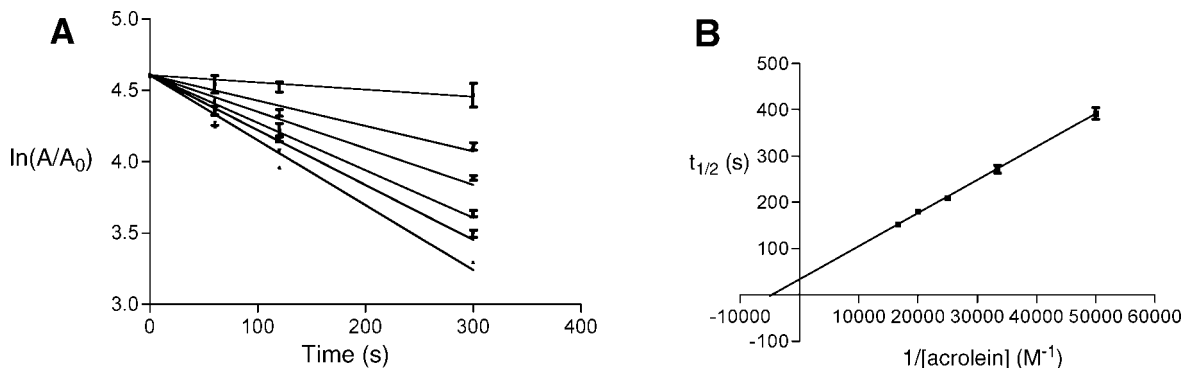 A
5.0
4.5
4.0
3.5
3.0
ln(A/A₀)
0 100 200 300 400
Time (s)
B
500
400
300
200
100
-100
t₁/₂ (s)
-10000 10000 20000 30000 40000 50000 60000
1/[acrolein] (M⁻¹)